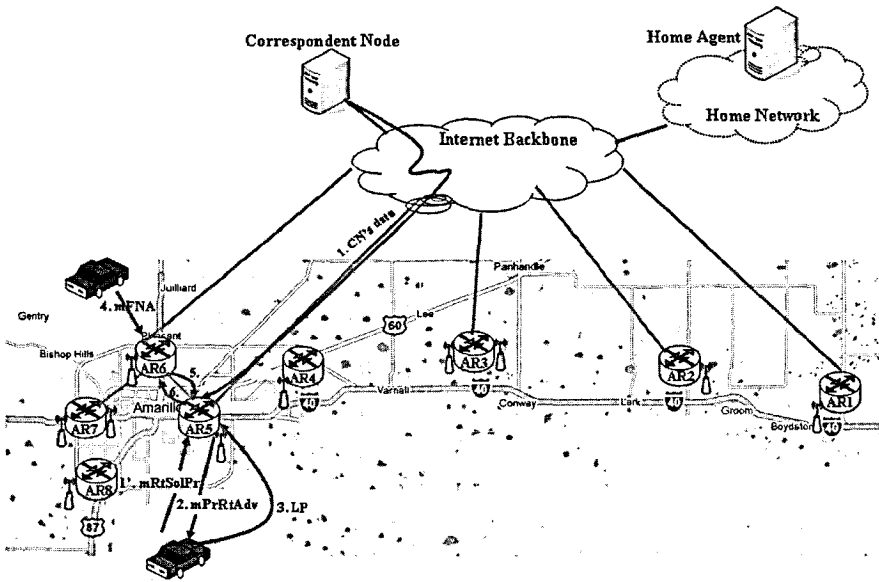 Correspondent Node
Home Agent
Home Network
Internet Backbone
1. CN's data
Panhandle
Juilliard
4. mFNA
Gentry
Lee
60
Bishop Hills
AR6
AR4
AR3
AR2
AR1
5.
6.
Varnall
Conway
Lark
Groom
Boydston
40
40
40
40
AR7
Amarillo
AR5
AR8
1'. mRtSolPr
2. mPrRtAdv
3. LP
87